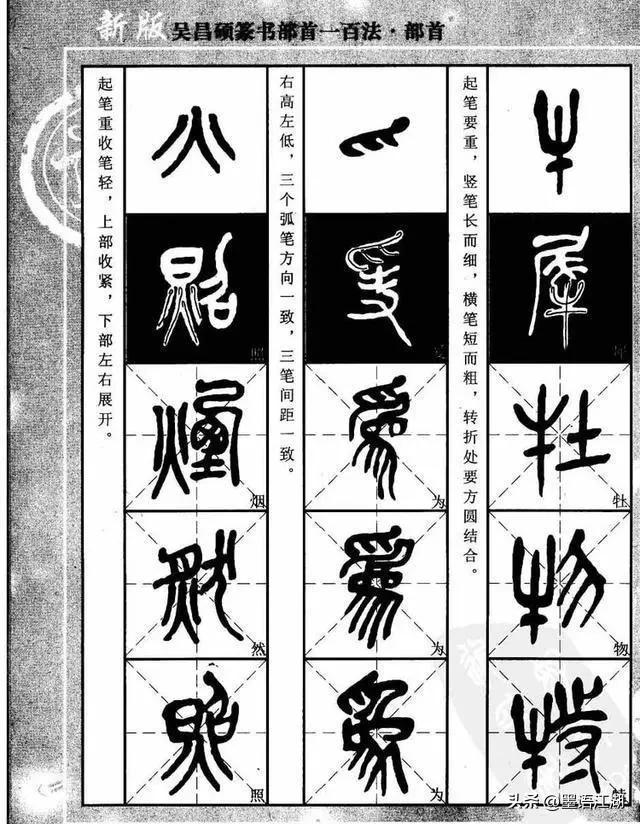 新版 吴昌硕篆书部首一百法·部首
牡
物
特
起笔要重，竖笔长而细，横笔短而粗，转折处要方圆结合。
为
为
为
右高左低，三个弧笔方向一致，三笔间距一致。
照
烟
然
照
起笔重收笔轻，上部收紧，下部左右展开。
头条@墨语江湖